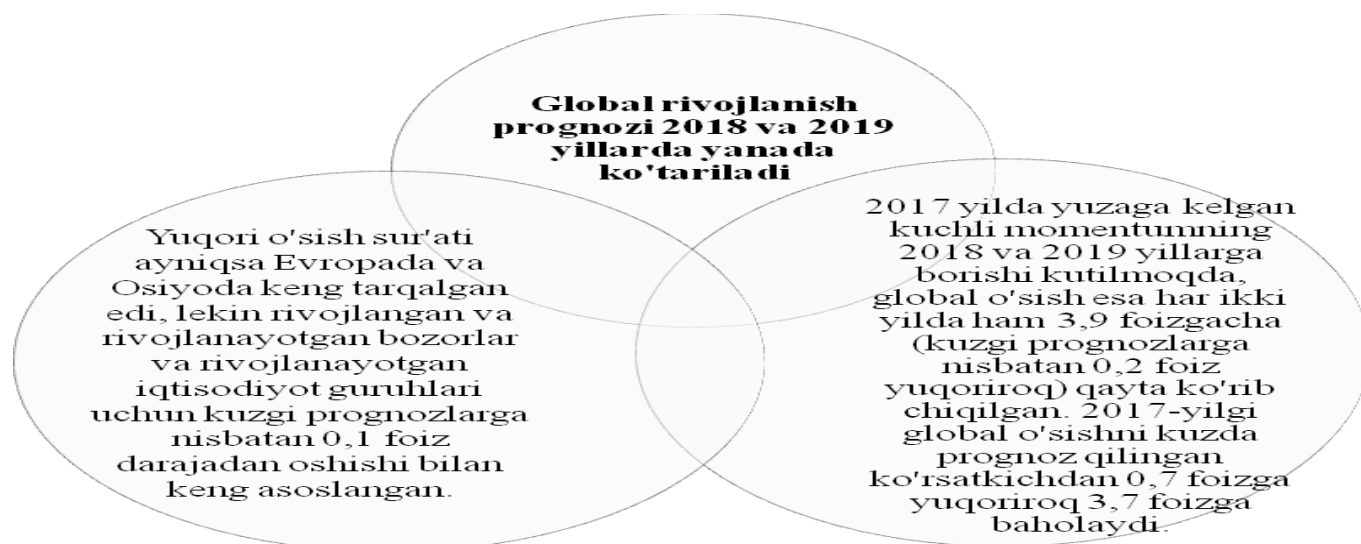 Global rivojlanish
prognozi 2018 va 2019
yillarda yanada
ko'tariladi
Yuqori o'sish sur'ati
ayniqsa Evropada va
Osiyoda keng tarqalgan
edi, lekin rivojlangan va
rivojlanayotgan bozorlar
va rivojlanayotgan
iqtisodiyot guruhlari
uchun kuzgi prognozlarga
nisbatan 0,1 foiz
darajadan oshishi bilan
keng asoslangan.
2017 yilda yuzaga kelgan
kuchli momentumning
2018 va 2019 yillarga
borishi kutilmoqda,
global o'sish esa har ikki
yilda ham 3,9 foizgacha
(kuzgi prognozlarga
nisbatan 0,2 foiz
yuqoriroq) qayta ko'rib
chiqilgan. 2017-yilgi
global o'sishni kuzda
prognoz qilingan
ko'rsatkichdan 0,7 foizga
yuqoriroq 3,7 foizga
baholaydi.